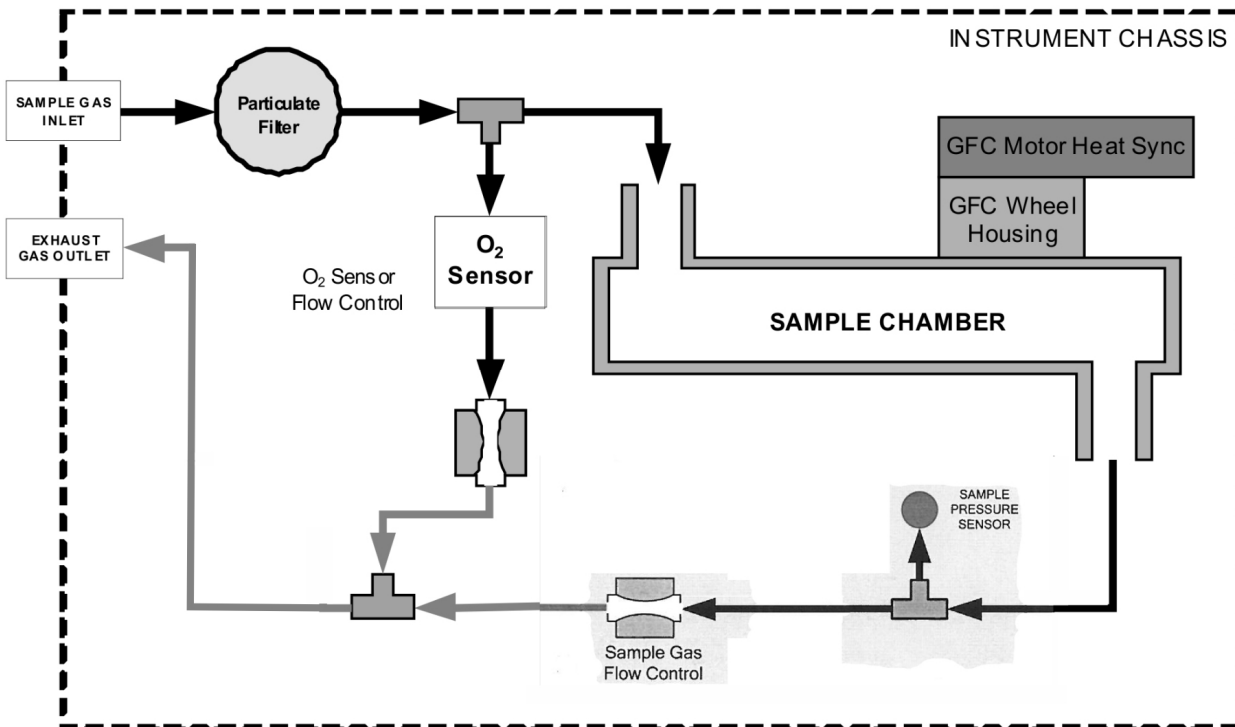 INSTRUMENT CHASSIS
SAMPLE GAS
INLET
Particulate
Filter
GFC Motor Heat Sync
GFC Wheel
Housing
EXHAUST
GAS OUTLET
O₂ Sensor
Flow Control
O₂
Sensor
SAMPLE CHAMBER
SAMPLE
PRESSURE
SENSOR
Sample Gas
Flow Control